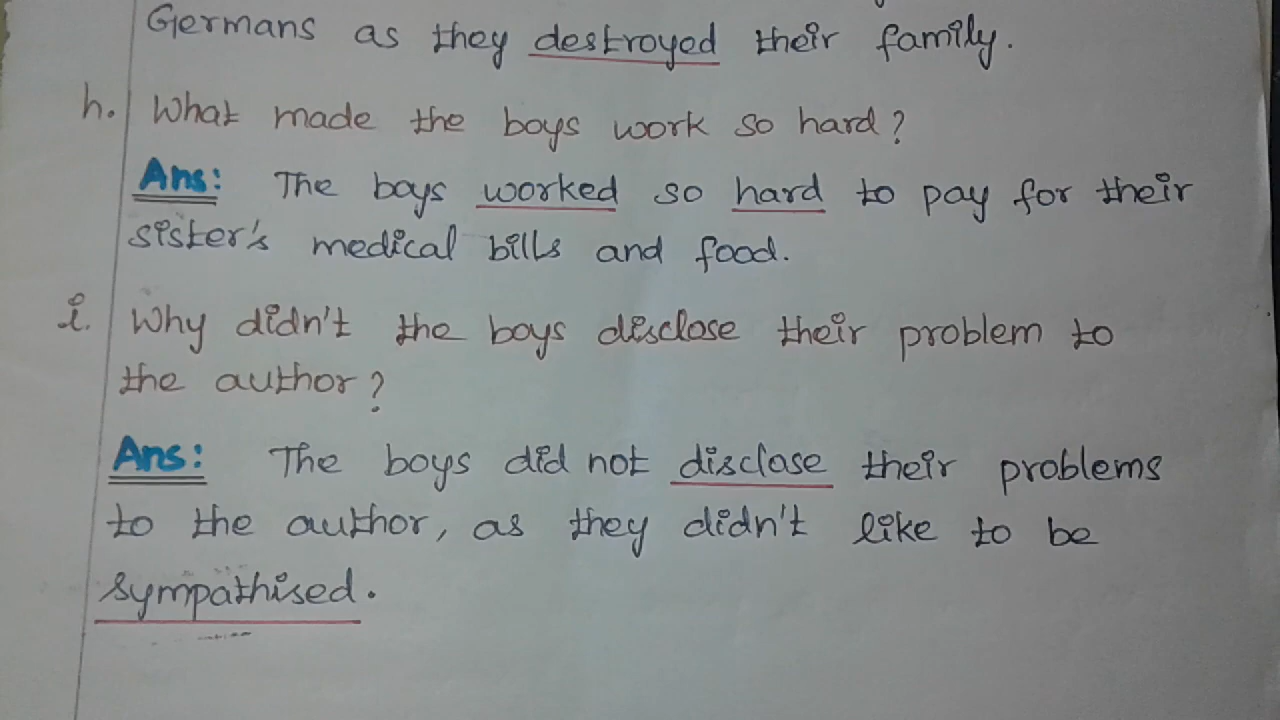 Germans as they destroyed their family.
h. What made the boys work so hard?
Ans: The boys worked so hard to pay for their
sister's medical bills and food.
i. Why didn't the boys disclose their problem to
the author?
Ans: The boys did not disclose their problems
to the author, as they didn't like to be
sympathised.